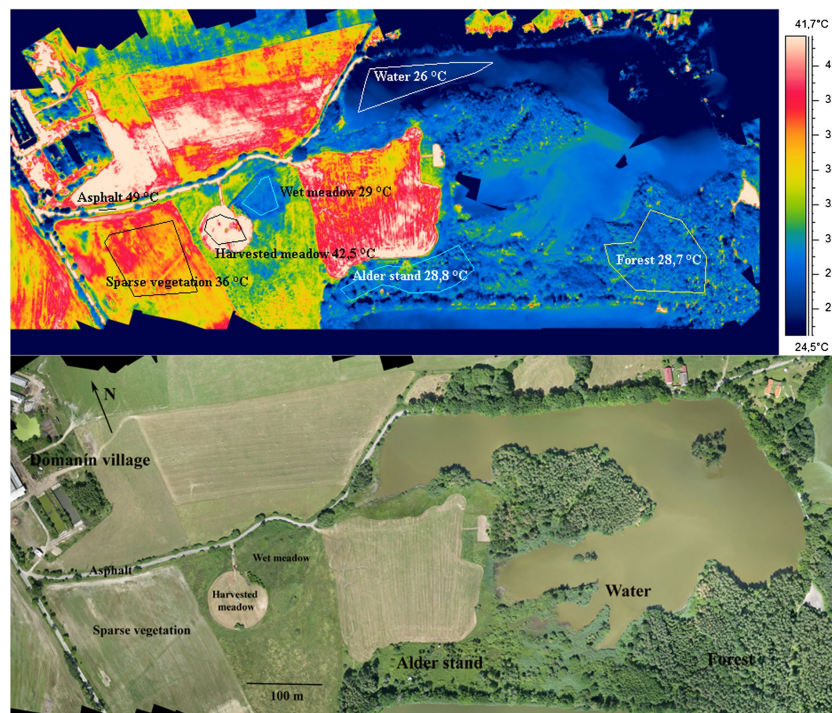 41,7°C
4
4
3
3
3
2
2
24,5°C
Water 26 °C
Asphalt 49 °C
Wet meadow 29 °C
Harvested meadow 42,5 °C
Sparse vegetation 36 °C
Alder stand 28,8 °C
Forest 28,7 °C
N
Domanín village
Asphalt
Wet meadow
Harvested
meadow
Sparse vegetation
Water
Alder stand
Forest
100 m